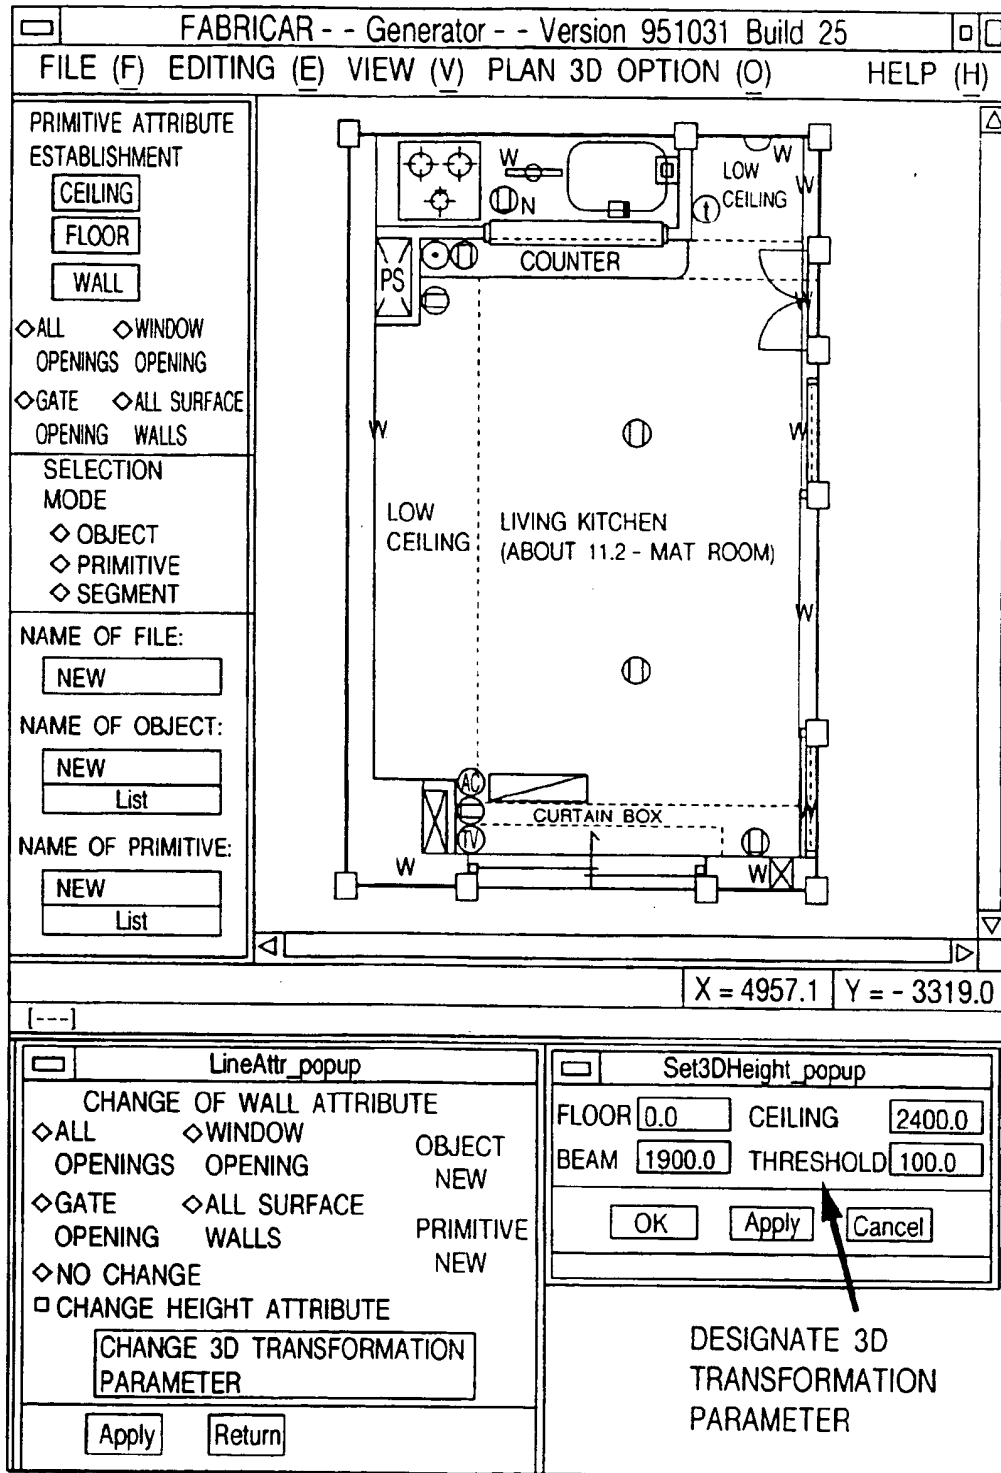 FABRICAR - - Generator - - Version 951031 Build 25
FILE (F) EDITING (E) VIEW (V) PLAN 3D OPTION (O) HELP (H)
PRIMITIVE ATTRIBUTE
ESTABLISHMENT
CEILING
FLOOR
WALL
ALL OPENINGS
WINDOW OPENING
GATE OPENING
ALL SURFACE WALLS
SELECTION
MODE
OBJECT
PRIMITIVE
SEGMENT
NAME OF FILE:
NEW
NAME OF OBJECT:
NEW
List
NAME OF PRIMITIVE:
NEW
List
W
N
LOW
CEILING
W
W
PS
COUNTER
W
W
W
LOW
CEILING
LIVING KITCHEN
(ABOUT 11.2 - MAT ROOM)
W
AC
CURTAIN BOX
TV
W
W
W
X = 4957.1
Y = - 3319.0
[---]
LineAttr_popup
CHANGE OF WALL ATTRIBUTE
ALL OPENINGS
WINDOW OPENING
OBJECT
NEW
GATE OPENING
ALL SURFACE WALLS
PRIMITIVE
NEW
NO CHANGE
CHANGE HEIGHT ATTRIBUTE
CHANGE 3D TRANSFORMATION
PARAMETER
Apply
Return
Set3DHeight_popup
FLOOR 0.0 CEILING 2400.0
BEAM 1900.0 THRESHOLD 100.0
OK
Apply
Cancel
DESIGNATE 3D
TRANSFORMATION
PARAMETER